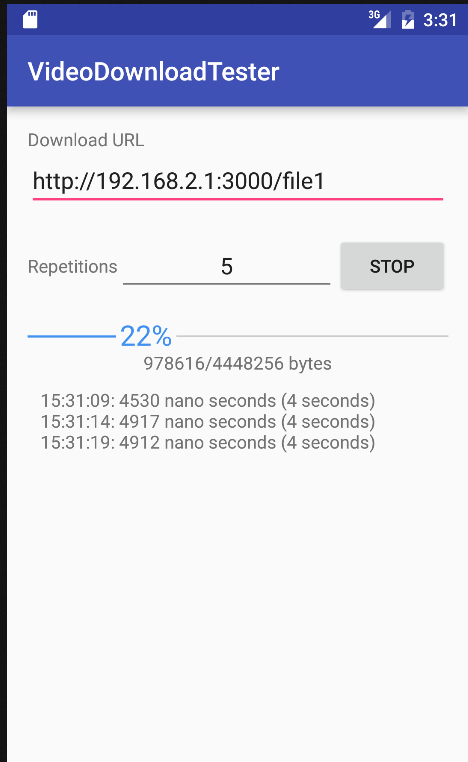 3G 3:31
VideoDownloadTester
Download URL
http://192.168.2.1:3000/file1
Repetitions 5 STOP
22%
978616/4448256 bytes
15:31:09: 4530 nano seconds (4 seconds)
15:31:14: 4917 nano seconds (4 seconds)
15:31:19: 4912 nano seconds (4 seconds)